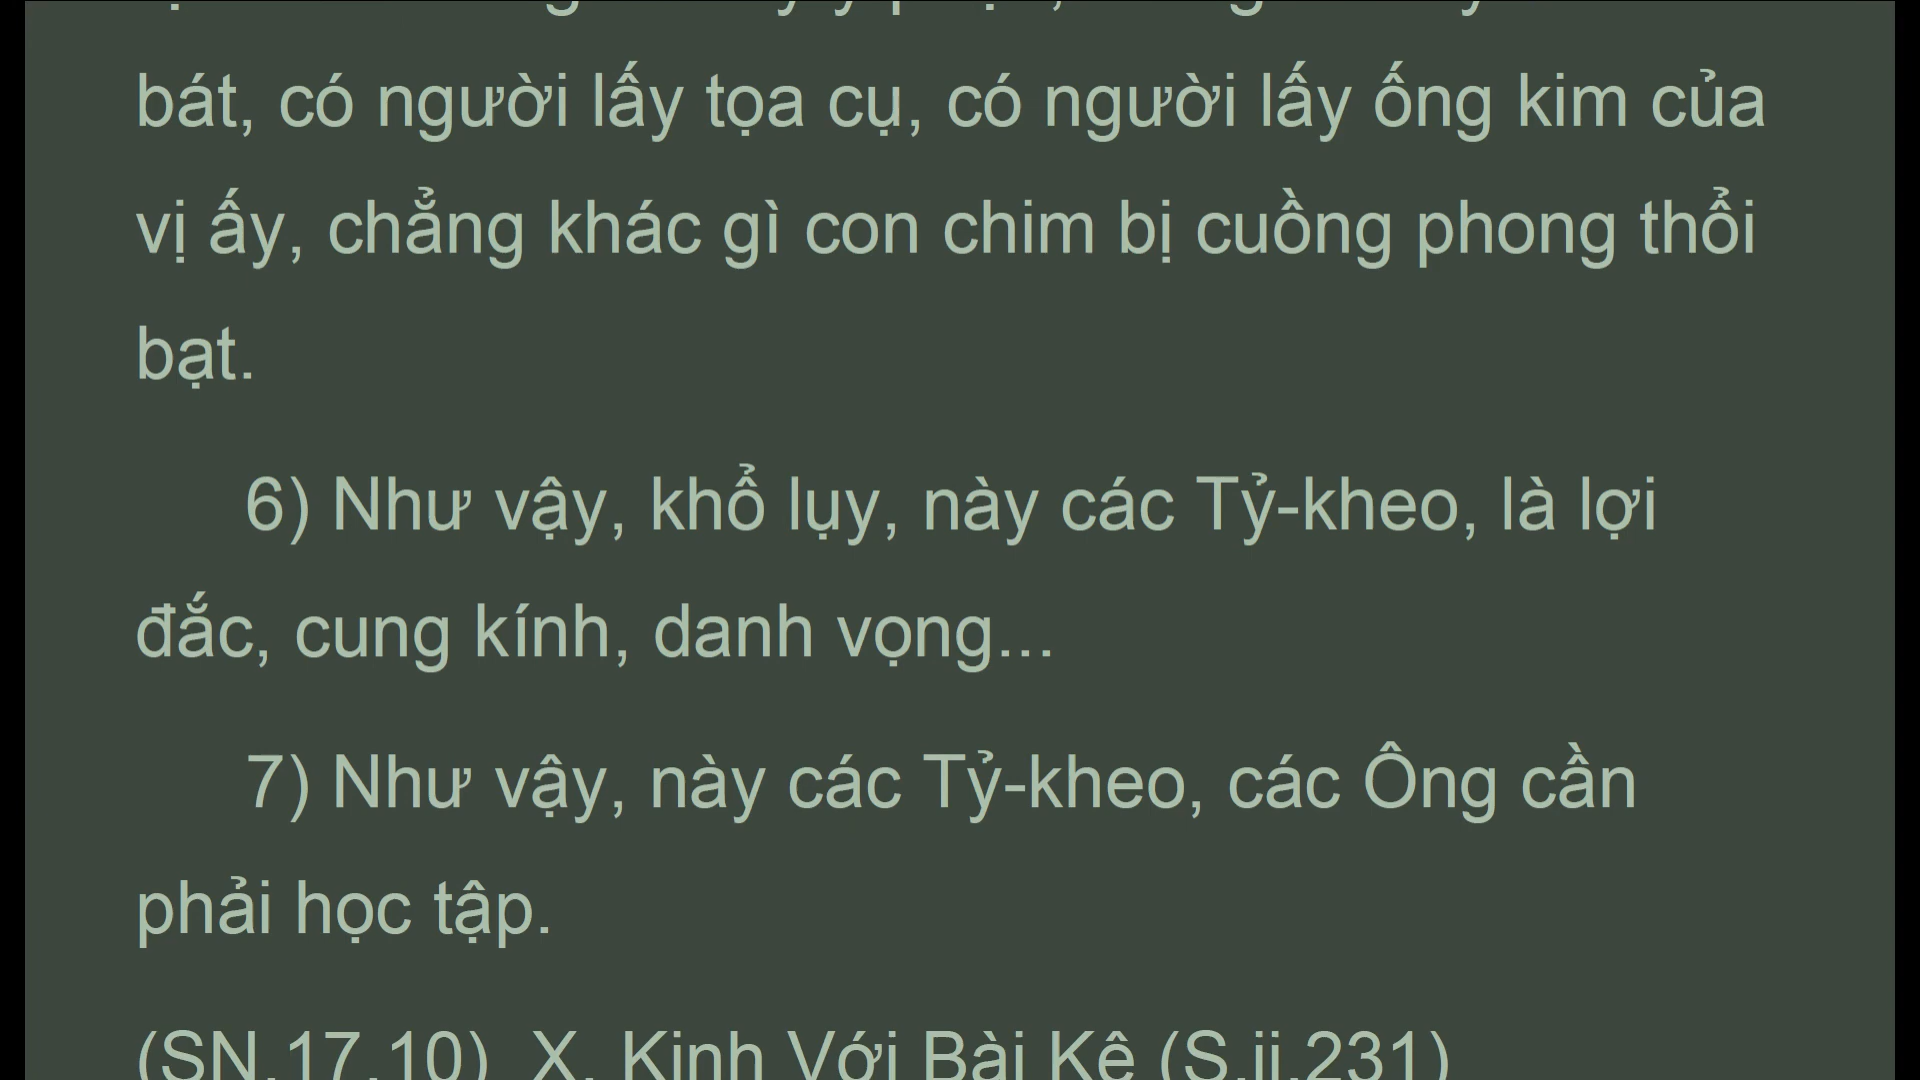 bát, có người lấy tọa cụ, có người lấy ống kim của
vị ấy, chẳng khác gì con chim bị cuồng phong thổi
bạt.
6) Như vậy, khổ lụy, này các Tỷ-kheo, là lợi
đắc, cung kính, danh vọng...
7) Như vậy, này các Tỷ-kheo, các Ông cần
phải học tập.
(SN.17.10) X. Kinh Với Bài Kệ (S.ii.231)